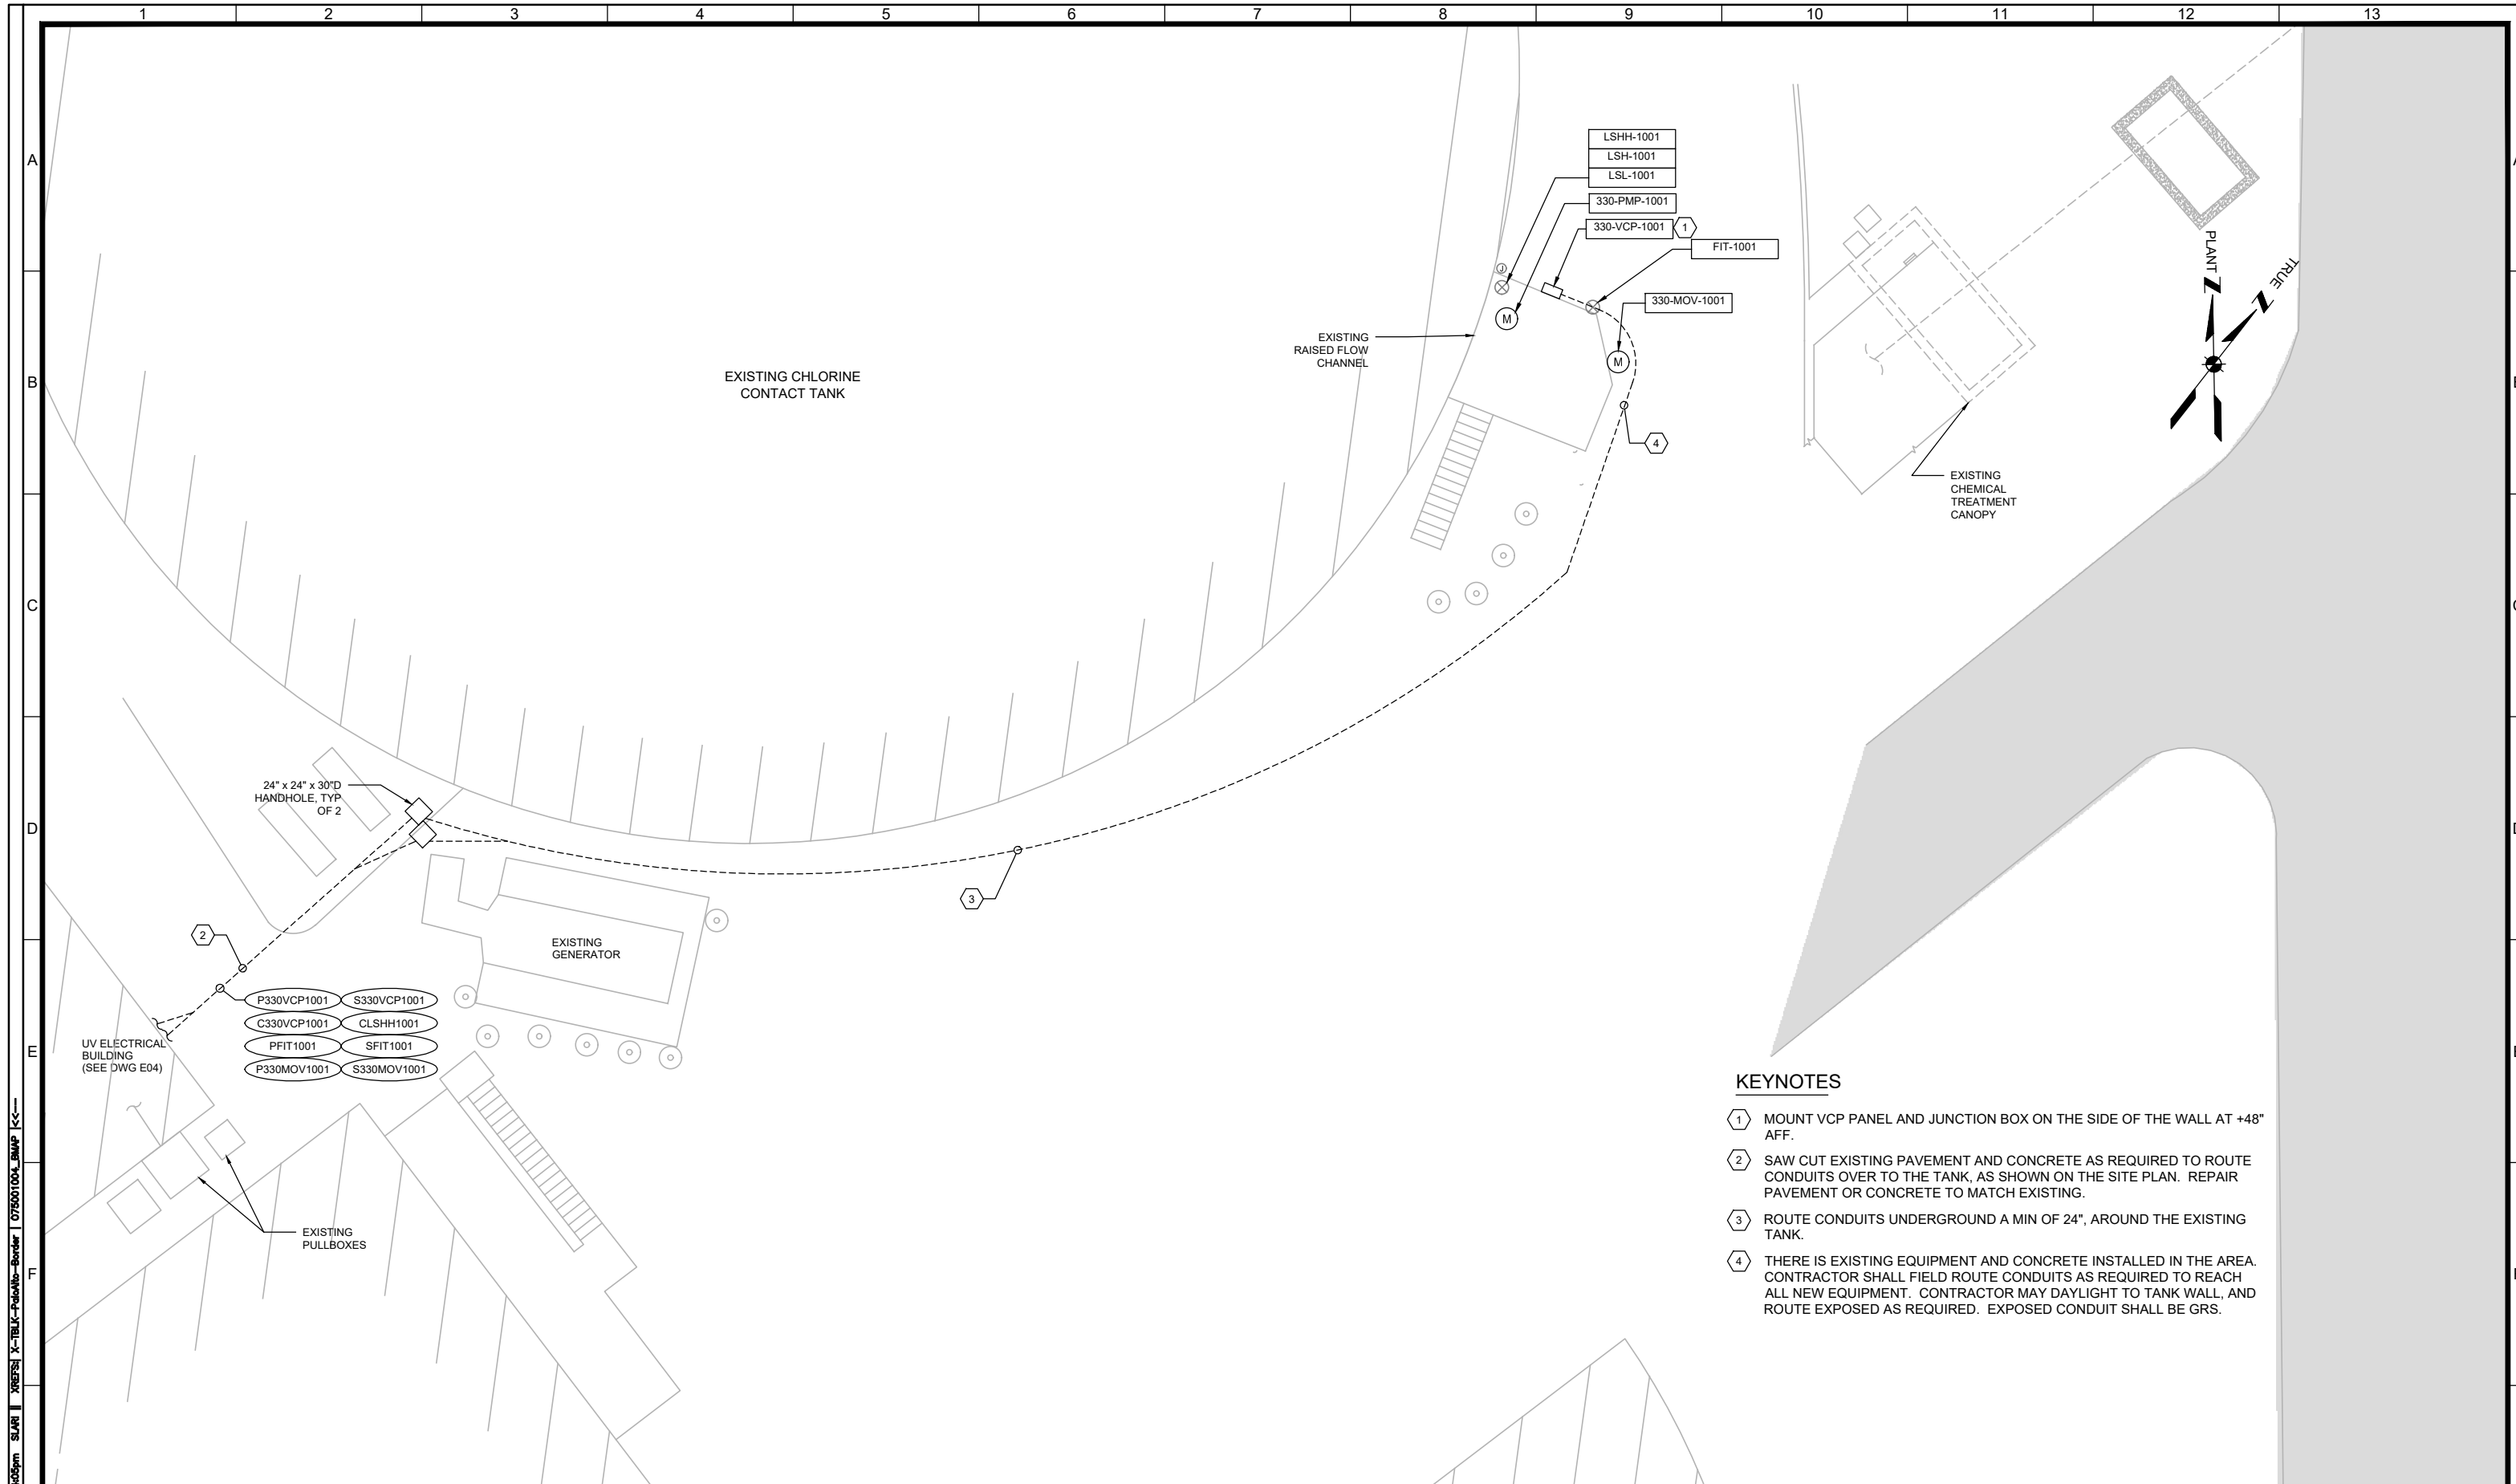 1 2 3 4 5 6 7 8 9 10 11 12 13
A
B
C
D
E
F
LSHH-1001
LSH-1001
LSL-1001
330-PMP-1001
330-VCP-1001 1
FIT-1001
330-MOV-1001
J
M
M
EXISTING
RAISED FLOW
CHANNEL
4
PLANT N
TRUE N
EXISTING CHLORINE
CONTACT TANK
EXISTING
CHEMICAL
TREATMENT
CANOPY
24" x 24" x 30"D
HANDHOLE, TYP
OF 2
3
2
EXISTING
GENERATOR
P330VCP1001 S330VCP1001
C330VCP1001 CLSHH1001
PFIT1001 SFIT1001
P330MOV1001 S330MOV1001
UV ELECTRICAL
BUILDING
(SEE DWG E04)
EXISTING
PULLBOXES
KEYNOTES
1 MOUNT VCP PANEL AND JUNCTION BOX ON THE SIDE OF THE WALL AT +48"
AFF.
2 SAW CUT EXISTING PAVEMENT AND CONCRETE AS REQUIRED TO ROUTE
CONDUITS OVER TO THE TANK, AS SHOWN ON THE SITE PLAN. REPAIR
PAVEMENT OR CONCRETE TO MATCH EXISTING.
3 ROUTE CONDUITS UNDERGROUND A MIN OF 24", AROUND THE EXISTING
TANK.
4 THERE IS EXISTING EQUIPMENT AND CONCRETE INSTALLED IN THE AREA.
CONTRACTOR SHALL FIELD ROUTE CONDUITS AS REQUIRED TO REACH
ALL NEW EQUIPMENT. CONTRACTOR MAY DAYLIGHT TO TANK WALL, AND
ROUTE EXPOSED AS REQUIRED. EXPOSED CONDUIT SHALL BE GRS.
SLARI || XREFS: X-TBLK-PaloAlto-Border | 075001004_BMAP |<<---